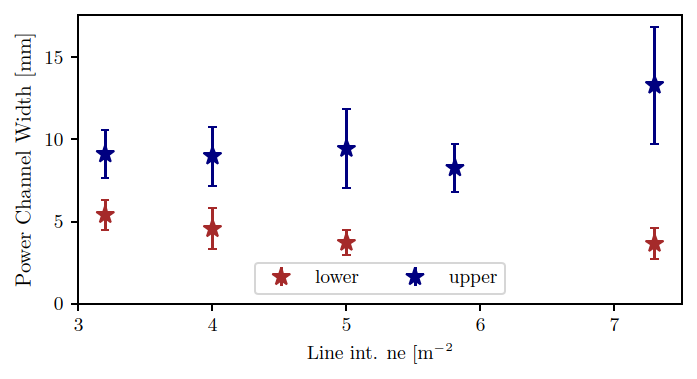 Power Channel Width [mm]
15
10
5
0
lower upper
3 4 5 6 7
Line int. ne [m⁻²